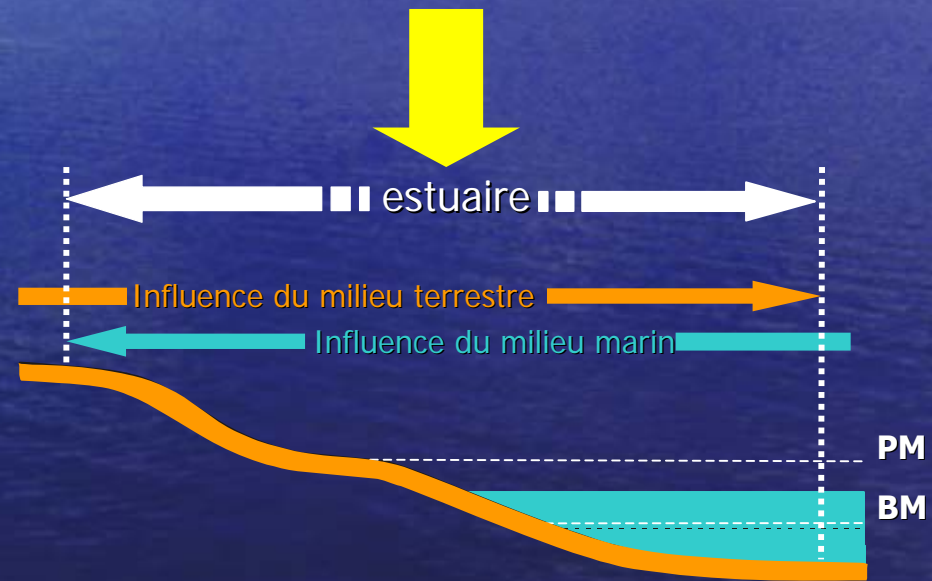 estuaire
Influence du milieu terrestre
Influence du milieu marin
PM
BM